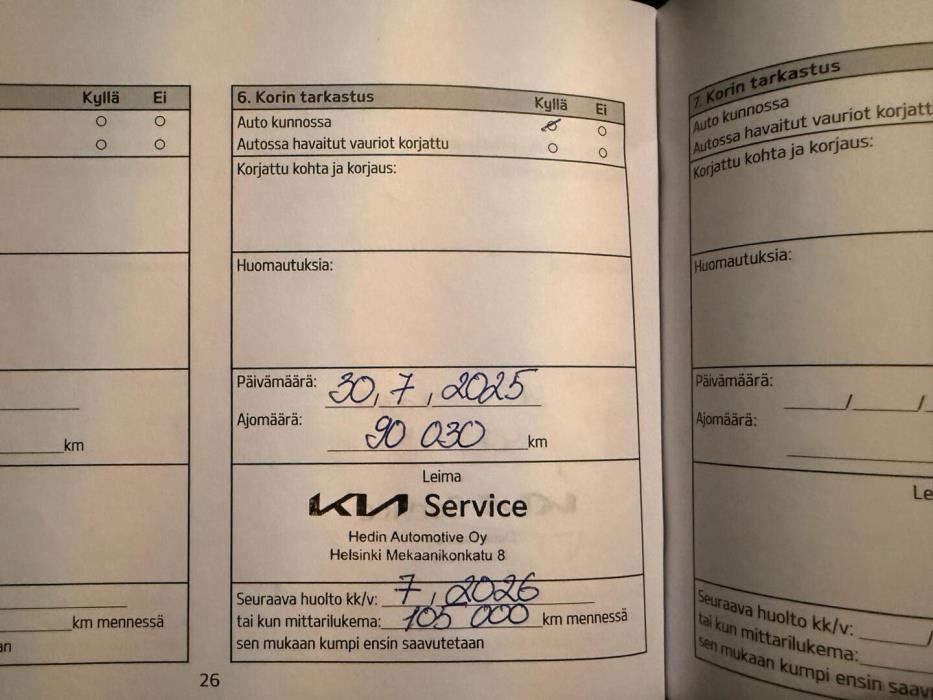 Kyllä Ei
km
km mennessä
an
6. Korin tarkastus Kyllä Ei
Auto kunnossa
Autossa havaitut vauriot korjattu
Korjattu kohta ja korjaus:
Huomautuksia:
Päivämäärä: 30, 7, 2025
Ajomäärä: 90 030 km
Leima
KIA Service
Hedin Automotive Oy
Helsinki Mekaanikonkatu 8
Seuraava huolto kk/v: 7, 2026
tai kun mittarilukema: 105 000 km mennessä
sen mukaan kumpi ensin saavutetaan
26
7. Korin tarkastus
Auto kunnossa
Autossa havaitut vauriot korjatt
Korjattu kohta ja korjaus:
Huomautuksia:
Päivämäärä: / /
Ajomäärä:
Le
Seuraava huolto kk/v: /
tai kun mittarilukema:
sen mukaan kumpi ensin saav